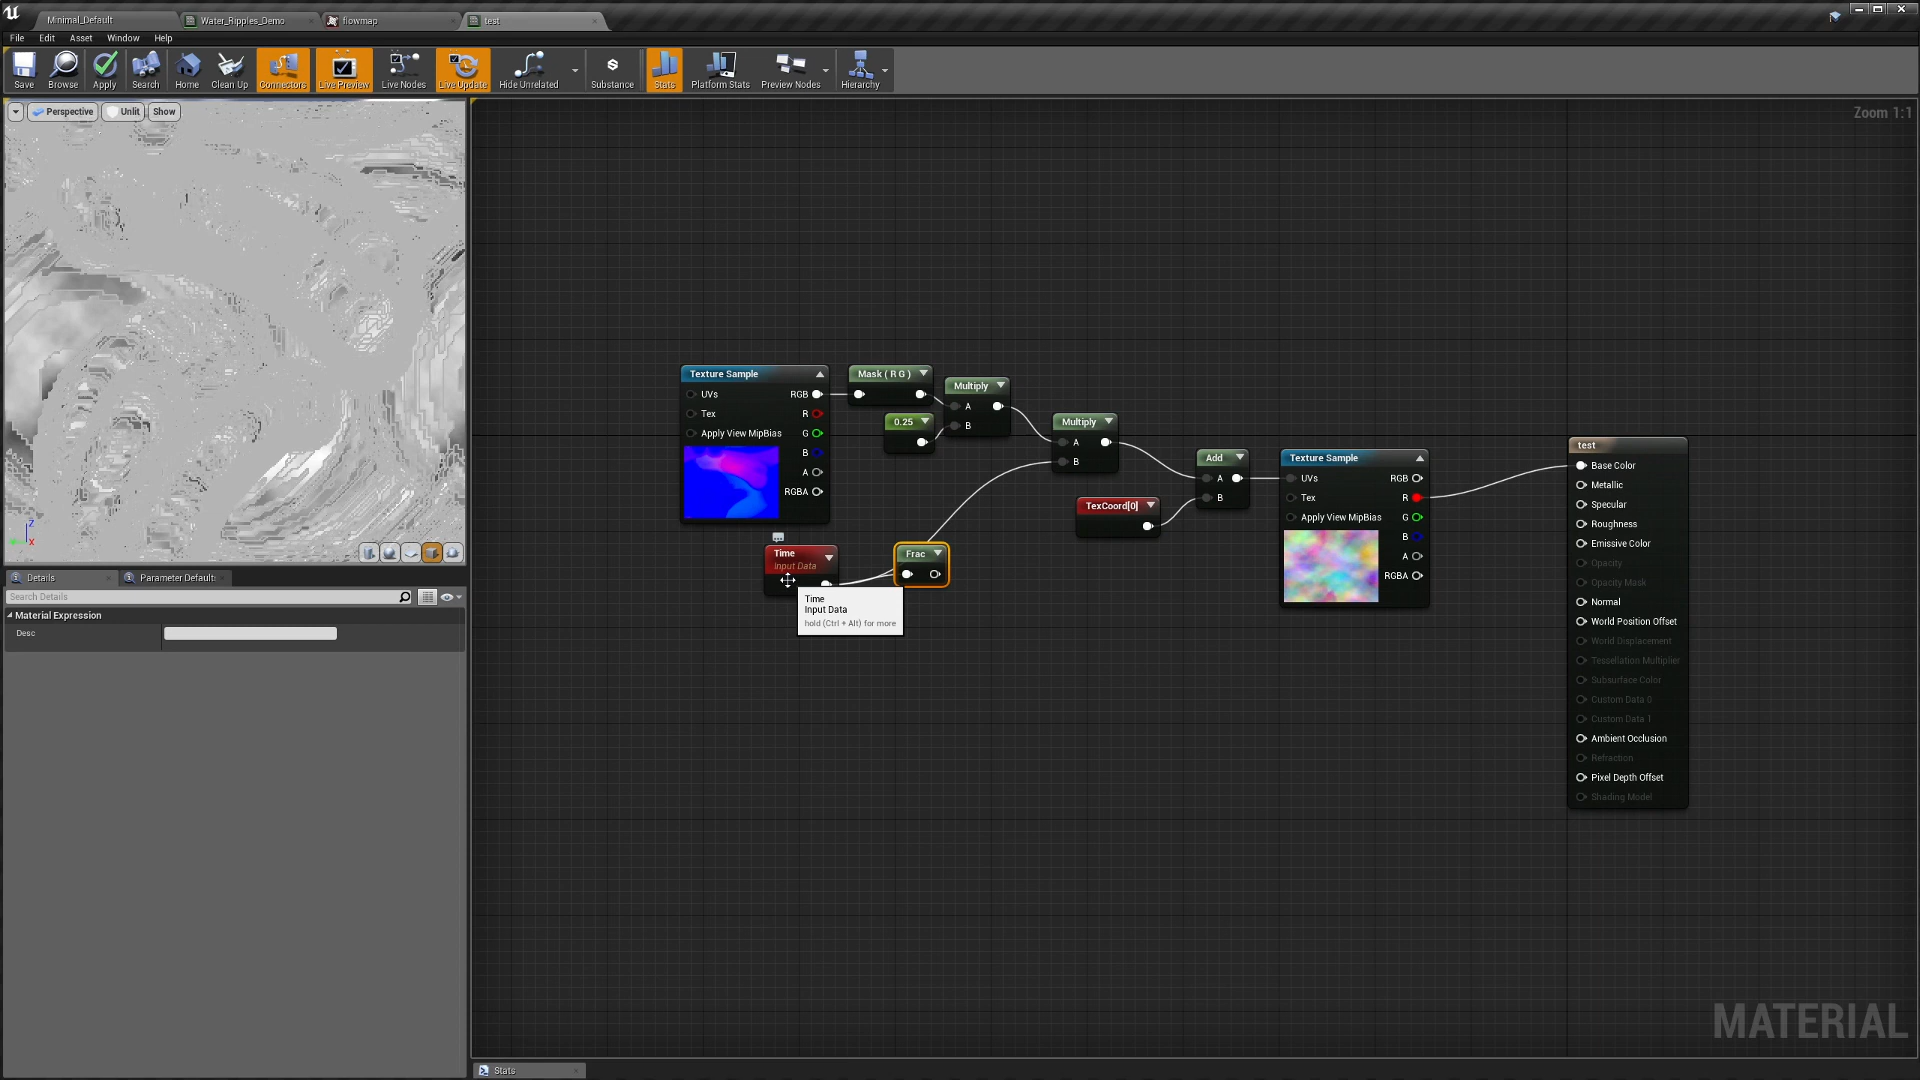 Minimal_Default
Water_Ripples_Demo
flowmap
test
File Edit Asset Window Help
Save Browse Apply Search Home Clean Up Connectors Live Preview Live Nodes Live Update Hide Unrelated Substance Stats Platform Stats Preview Nodes Hierarchy
Perspective Unlit Show
Zoom 1:1
Texture Sample
UVs RGB
Tex R
Apply View MipBias G
B
A
RGBA
Mask ( R G )
Multiply
A
B
0.25
Multiply
A
B
Add
A
B
TexCoord[0]
Texture Sample
UVs RGB
Tex R
Apply View MipBias G
B
A
RGBA
test
Base Color
Metallic
Specular
Roughness
Emissive Color
Opacity
Opacity Mask
Normal
World Position Offset
World Displacement
Tessellation Multiplier
Subsurface Color
Custom Data 0
Custom Data 1
Ambient Occlusion
Refraction
Pixel Depth Offset
Shading Model
Time
Input Data
Frac
Time
Input Data
hold (Ctrl + Alt) for more
Z
X
Details
Parameter Default
Search Details
Material Expression
Desc
MATERIAL
Stats